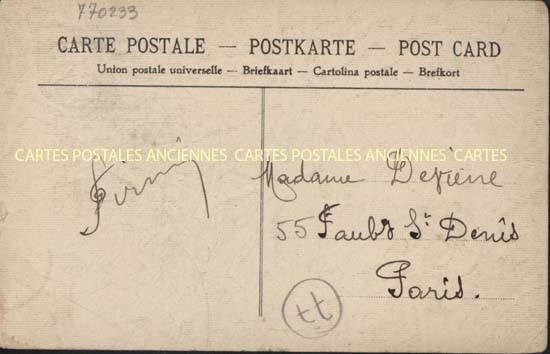 770233
CARTE POSTALE — POSTKARTE — POST CARD
Union postale universelle — Briefkaart — Cartolina postale — Brefkort
CARTES POSTALES ANCIENNES CARTES POSTALES ANCIENNES CARTES
Firmin
Madame
55 Faubg St Denis
Paris.
tt